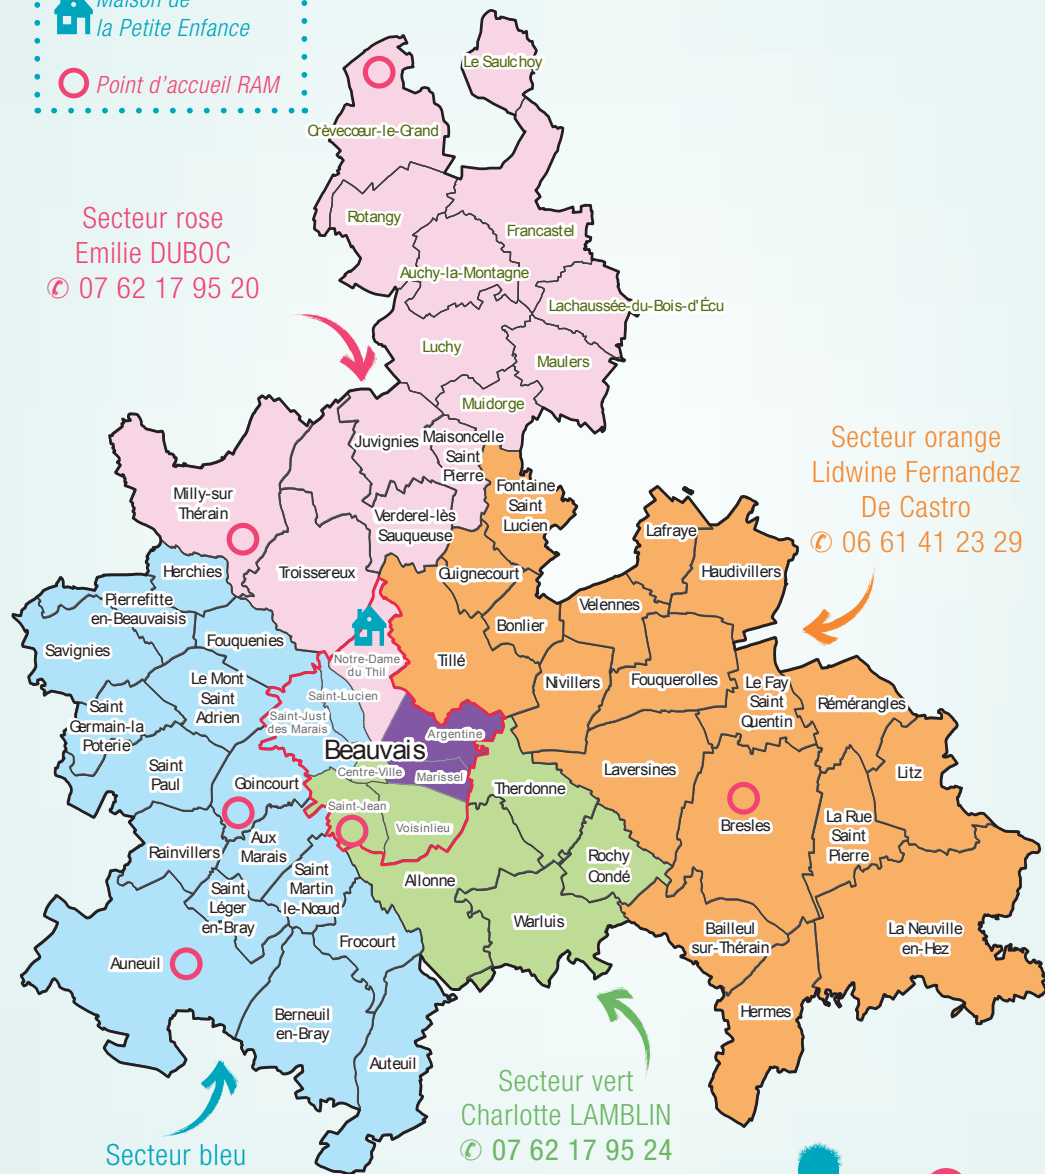 Maison de
la Petite Enfance
Point d'accueil RAM
Le Saulchoy
Crèvecœur-le-Grand
Secteur rose
Emilie DUBOC
✆ 07 62 17 95 20
Rotangy
Francastel
Auchy-la-Montagne
Lachaussée-du-Bois-d'Écu
Luchy
Maulers
Muidorge
Secteur orange
Lidwine Fernandez
De Castro
✆ 06 61 41 23 29
Juvignies
Maisoncelle
Saint
Pierre
Milly-sur
Thérain
Fontaine
Saint
Lucien
Verderel-lès
Sauqueuse
Lafraye
Haudivillers
Herchies
Troissereux
Guignecourt
Pierrefitte
en-Beauvaisis
Velennes
Bonlier
Savignies
Fouquenies
Notre-Dame
du Thil
Tillé
Nivillers
Fouquerolles
Le Fay
Saint
Quentin
Rémérangles
Le Mont
Saint
Adrien
Saint-Lucien
Saint-Just
des Marais
Saint
Germain-la
Poterie
Argentine
Beauvais
Centre-Ville
Marissel
Saint
Paul
Goincourt
Therdonne
Laversines
Litz
Saint-Jean
Voisinlieu
Bresles
La Rue
Saint
Pierre
Rainvillers
Aux
Marais
Rochy
Condé
Saint
Martin
le-Nœud
Allonne
Saint
Léger
en-Bray
Warluis
Bailleul
sur-Thérain
La Neuville
en-Hez
Frocourt
Auneuil
Berneuil
en-Bray
Hermes
Auteuil
Secteur vert
Charlotte LAMBLIN
✆ 07 62 17 95 24
Secteur bleu